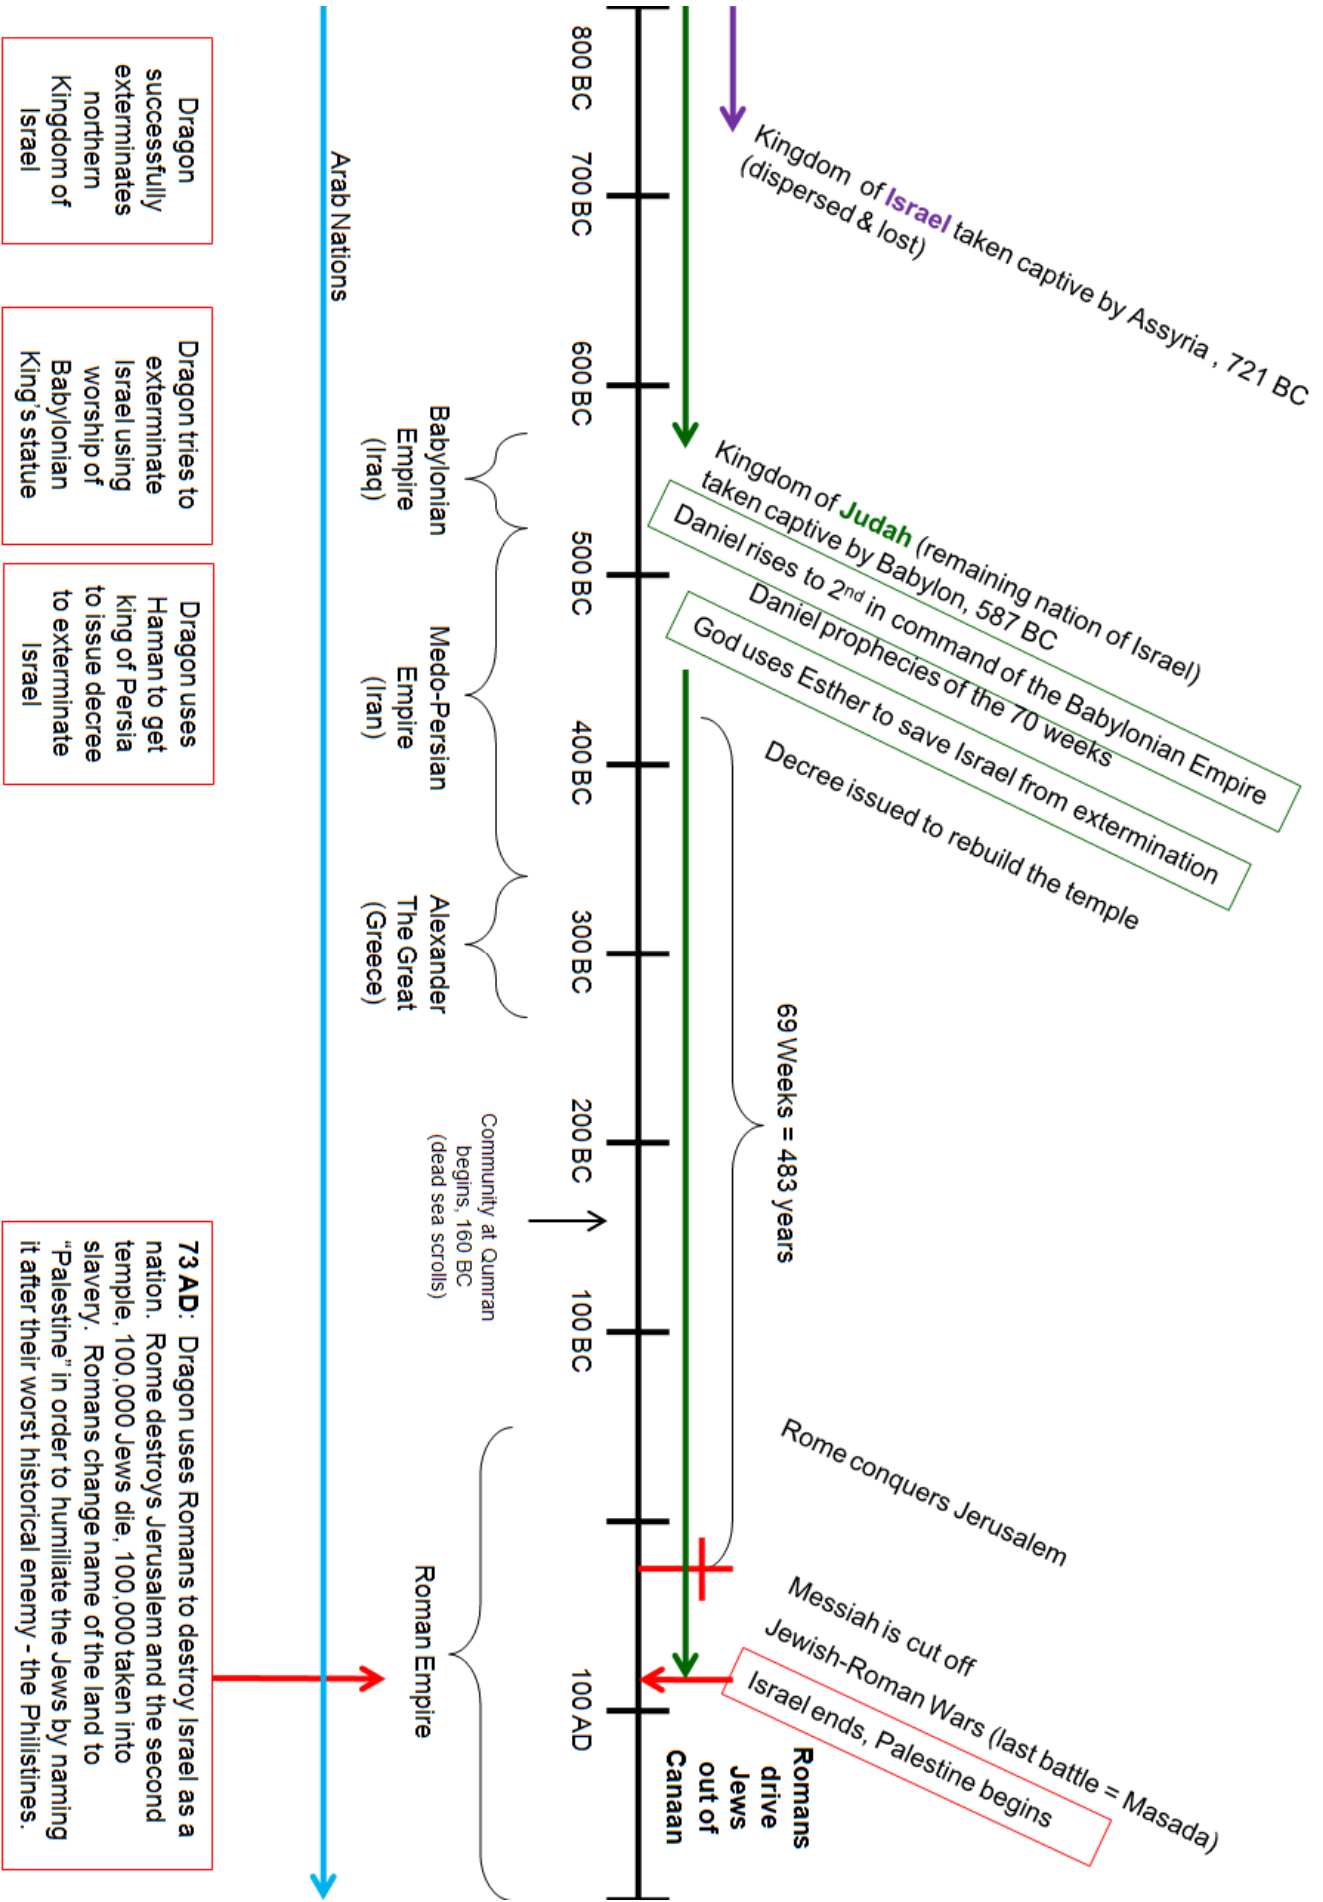 Kingdom of Israel taken captive by Assyria , 721 BC
(dispersed & lost)
Kingdom of Judah (remaining nation of Israel)
taken captive by Babylon, 587 BC
Daniel rises to 2nd in command of the Babylonian Empire
Daniel prophecies of the 70 weeks
God uses Esther to save Israel from extermination
Decree issued to rebuild the temple
69 Weeks = 483 years
Rome conquers Jerusalem
Messiah is cut off
Jewish-Roman Wars (last battle = Masada)
Israel ends, Palestine begins
Romans
drive
Jews
out of
Canaan
800 BC
700 BC
600 BC
500 BC
400 BC
300 BC
200 BC
100 BC
100 AD
Babylonian
Empire
(Iraq)
Medo-Persian
Empire
(Iran)
Alexander
The Great
(Greece)
Community at Qumran
begins, 160 BC
(dead sea scrolls)
Roman Empire
Arab Nations
Dragon
successfully
exterminates
northern
Kingdom of
Israel
Dragon tries to
exterminate
Israel using
worship of
Babylonian
King's statue
Dragon uses
Haman to get
king of Persia
to issue decree
to exterminate
Israel
73 AD: Dragon uses Romans to destroy Israel as a
nation. Rome destroys Jerusalem and the second
temple, 100,000 Jews die, 100,000 taken into
slavery. Romans change name of the land to
"Palestine" in order to humiliate the Jews by naming
it after their worst historical enemy - the Philistines.